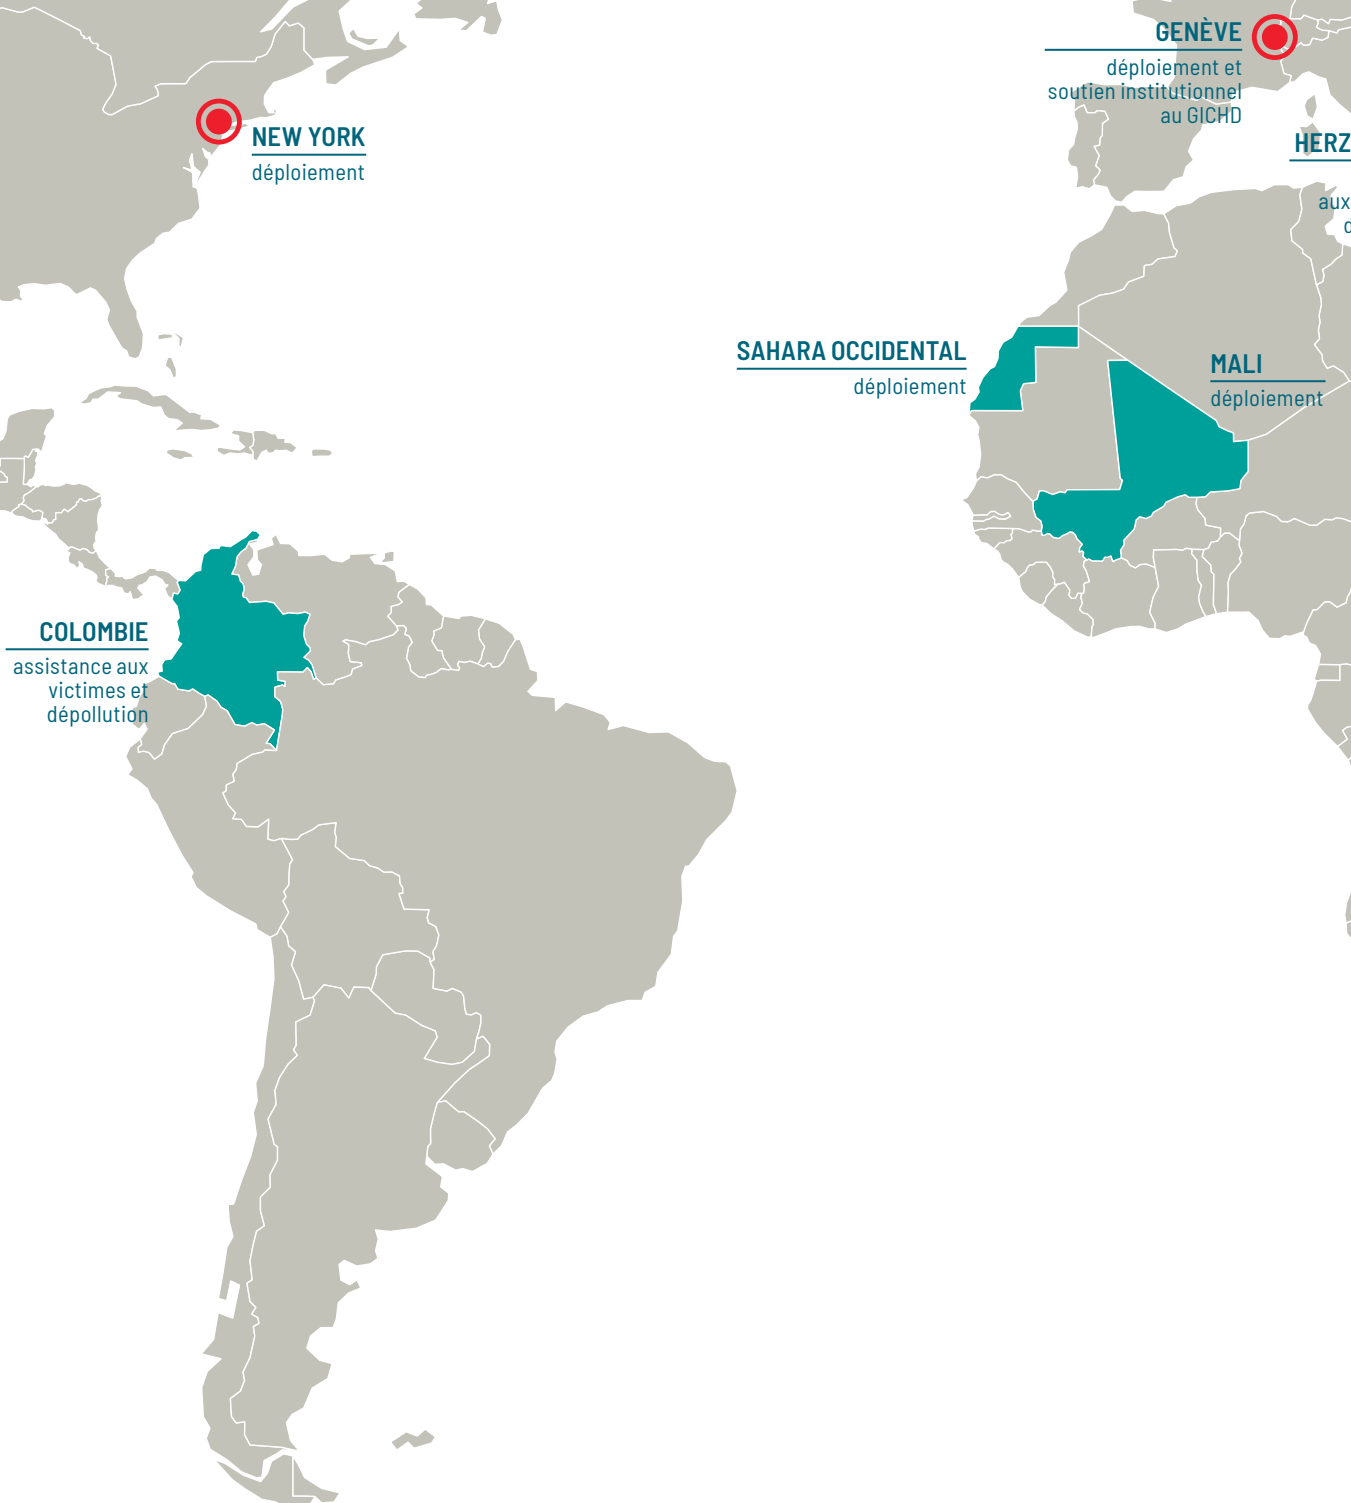 GENÈVE
déploiement et
soutien institutionnel
au GICHD
NEW YORK
déploiement
HERZ
aux
SAHARA OCCIDENTAL
déploiement
MALI
déploiement
COLOMBIE
assistance aux
victimes et
dépollution